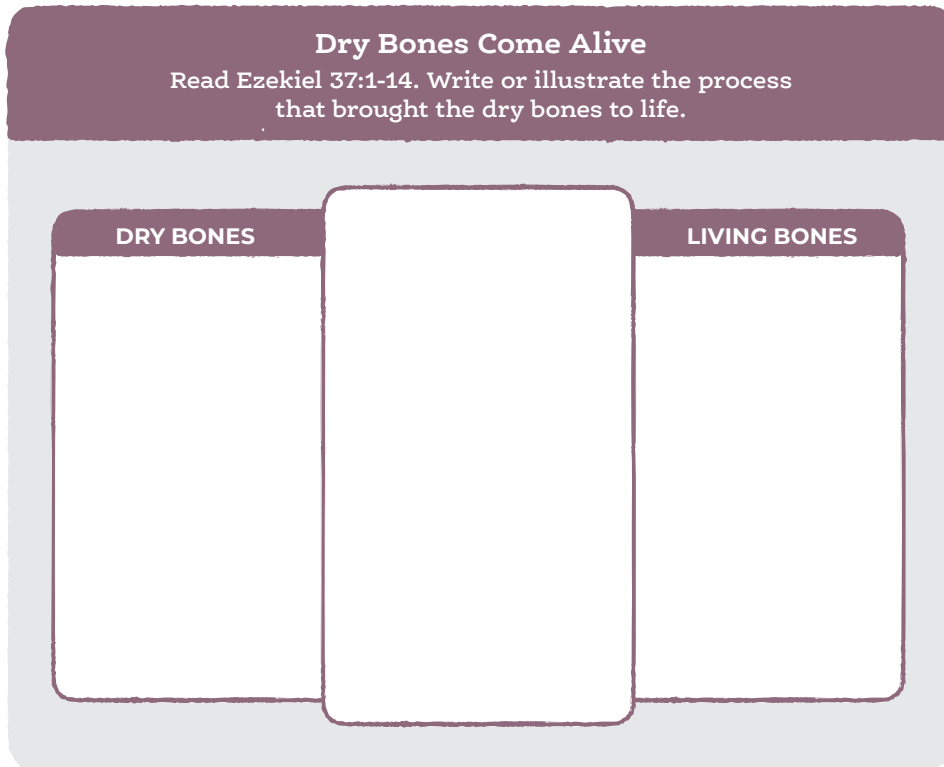 Dry Bones Come Alive
Read Ezekiel 37:1-14. Write or illustrate the process
that brought the dry bones to life.
DRY BONES
LIVING BONES